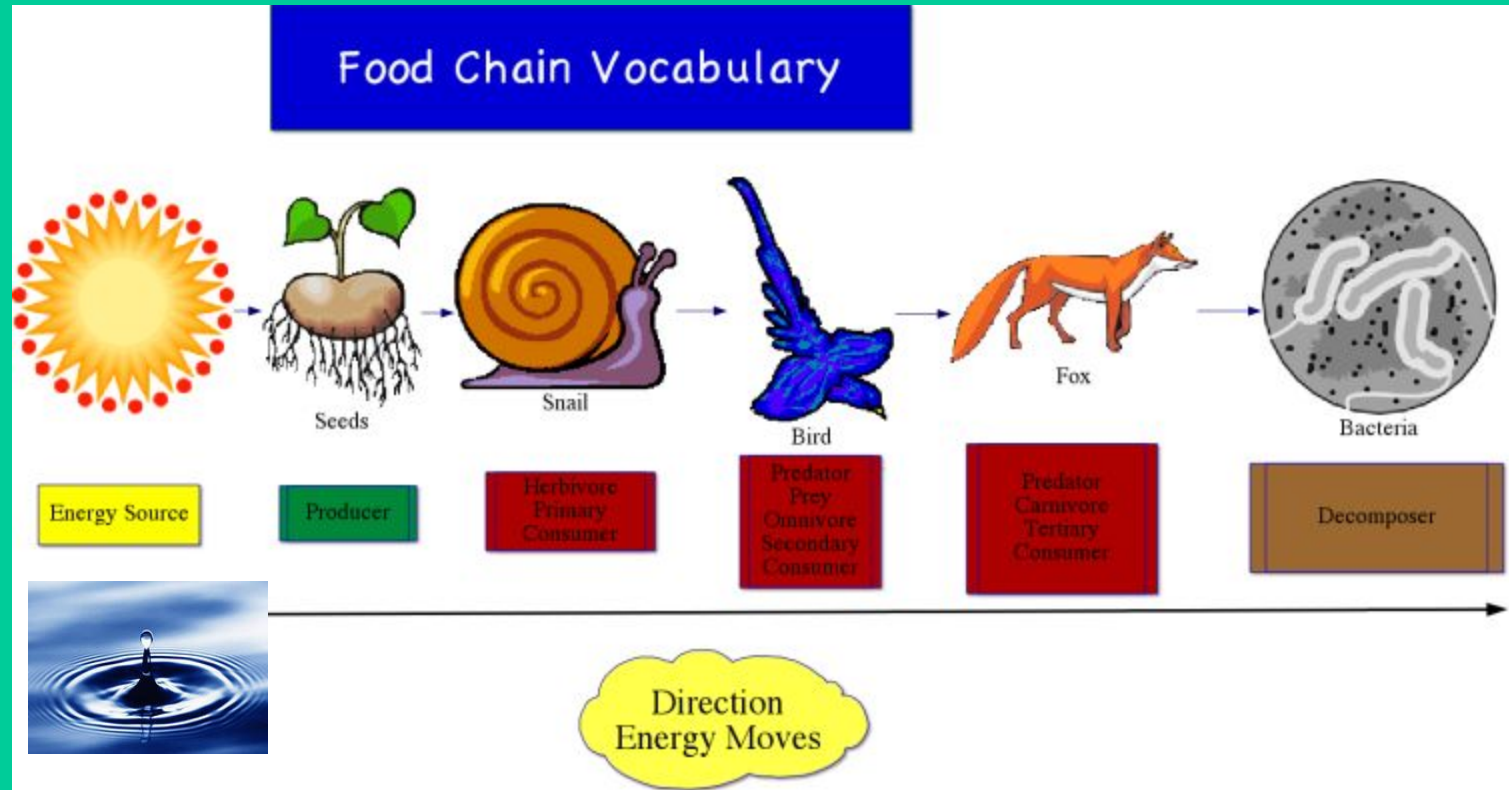 Food Chain Vocabulary
Seeds
Snail
Bird
Fox
Bacteria
Energy Source
Producer
Herbivore
Primary
Consumer
Predator
Prey
Omnivore
Secondary
Consumer
Predator
Carnivore
Tertiary
Consumer
Decomposer
Direction
Energy Moves